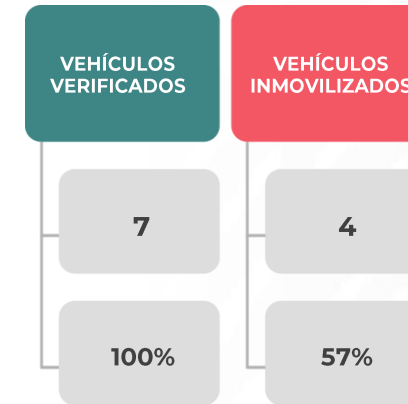 VEHÍCULOS
VERIFICADOS
7
100%
VEHÍCULOS
INMOVILIZADOS
4
57%